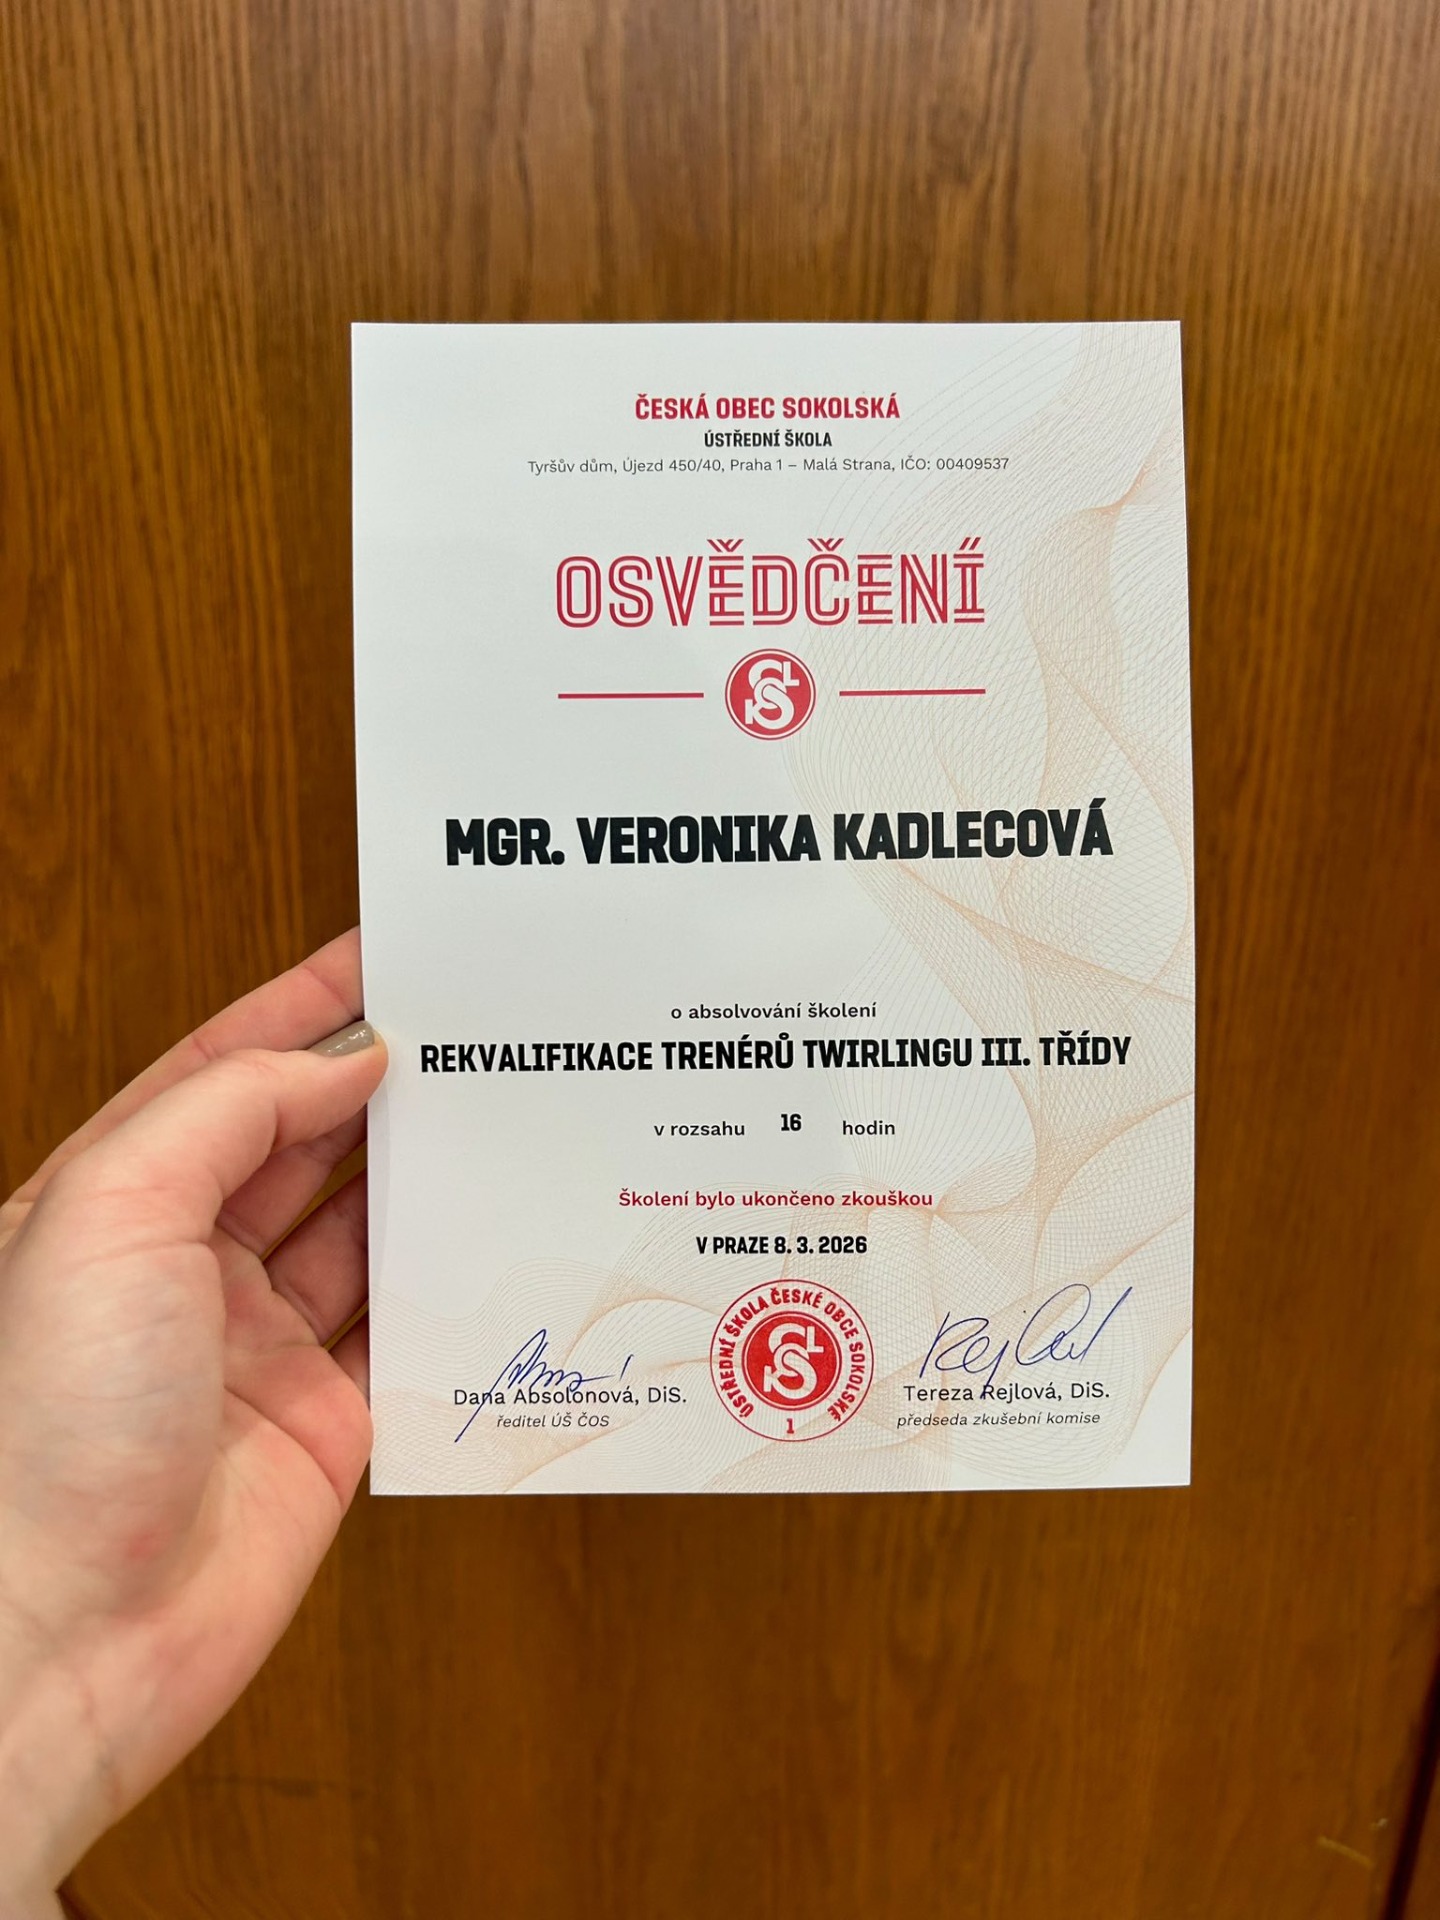 ČESKÁ OBEC SOKOLSKÁ
ÚSTŘEDNÍ ŠKOLA
Tyršův dům, Újezd 450/40, Praha 1 – Malá Strana, IČO: 00409537
OSVĚDČENÍ
MGR. VERONIKA KADLECOVÁ
o absolvování školení
REKVALIFIKACE TRENÉRŮ TWIRLINGU III. TŘÍDY
v rozsahu 16 hodin
Školení bylo ukončeno zkouškou
V PRAZE 8. 3. 2026
ÚSTŘEDNÍ ŠKOLA ČESKÉ OBCE SOKOLSKÉ
1
Dana Absolonová, DiS.
ředitel ÚŠ ČOS
Tereza Rejlová, DiS.
předseda zkušební komise